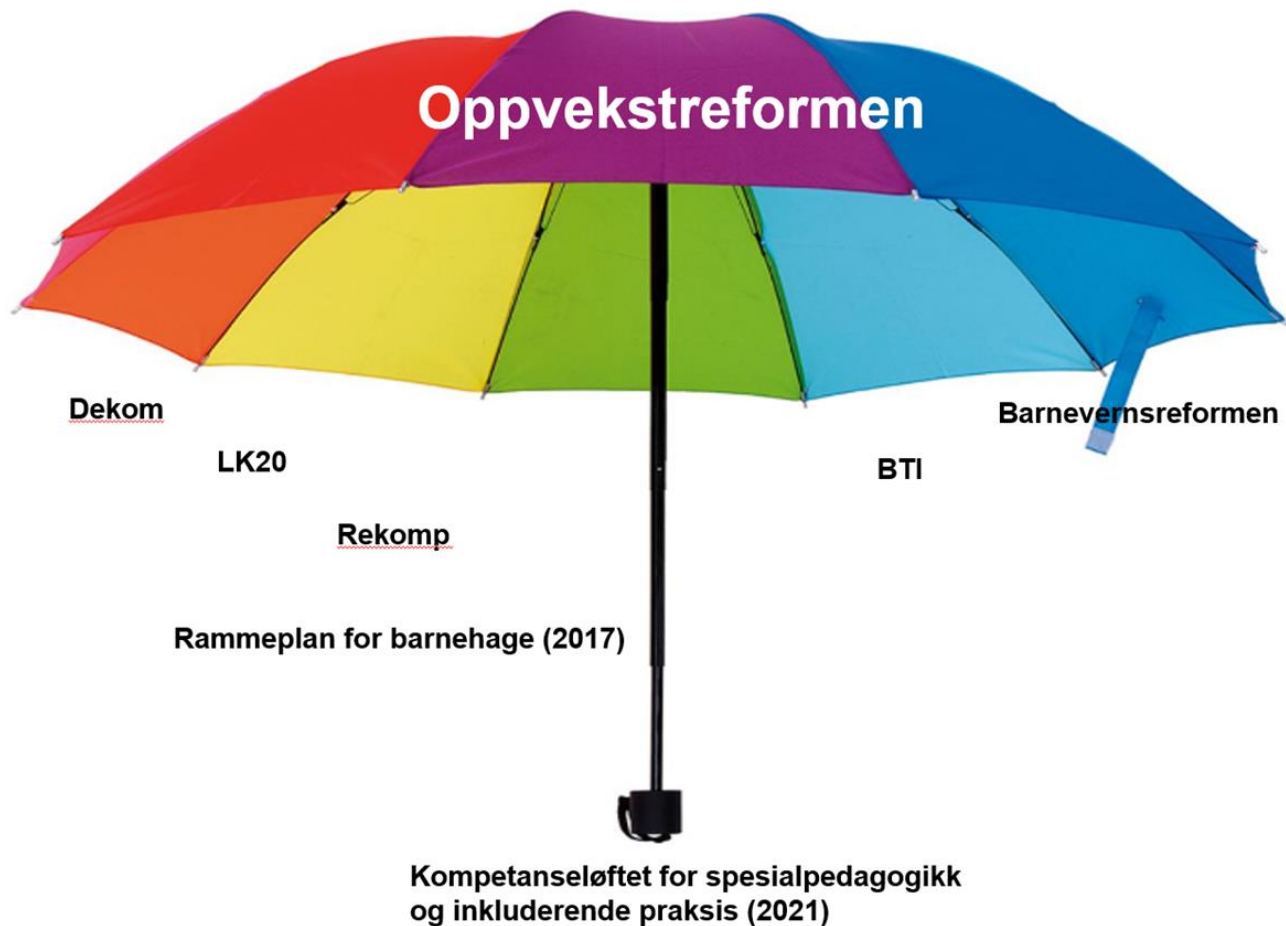 Oppvekstreformen
Dekom
Barnevernsreformen
LK20
BTI
Rekomp
Rammeplan for barnehage (2017)
Kompetanseløftet for spesialpedagogikk
og inkluderende praksis (2021)